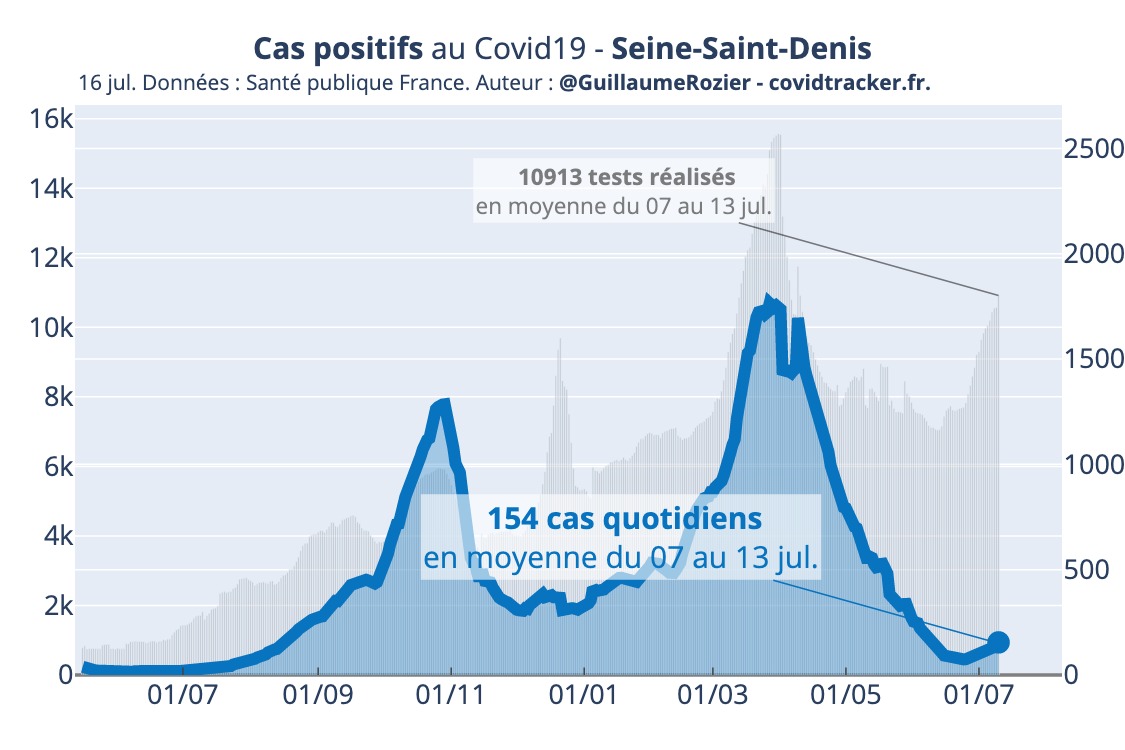 Cas positifs au Covid19 - Seine-Saint-Denis
16 jul. Données : Santé publique France. Auteur : @GuillaumeRozier - covidtracker.fr.
16k
14k
12k
10k
8k
6k
4k
2k
0
2500
2000
1500
1000
500
0
10913 tests réalisés
en moyenne du 07 au 13 jul.
154 cas quotidiens
en moyenne du 07 au 13 jul.
01/07
01/09
01/11
01/01
01/03
01/05
01/07